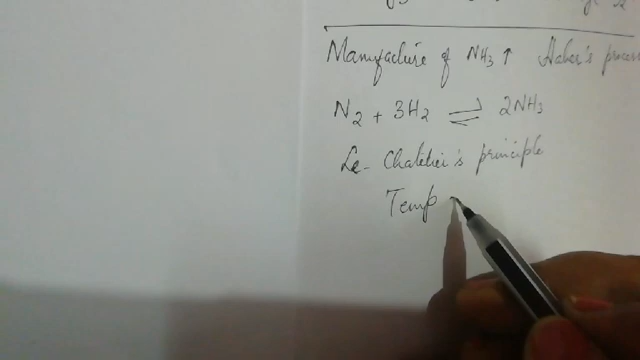 Manufacture of NH3 ↑ Haber's process
N2 + 3H2 ⇌ 2NH3
Le-Chatelier's principle
Temp